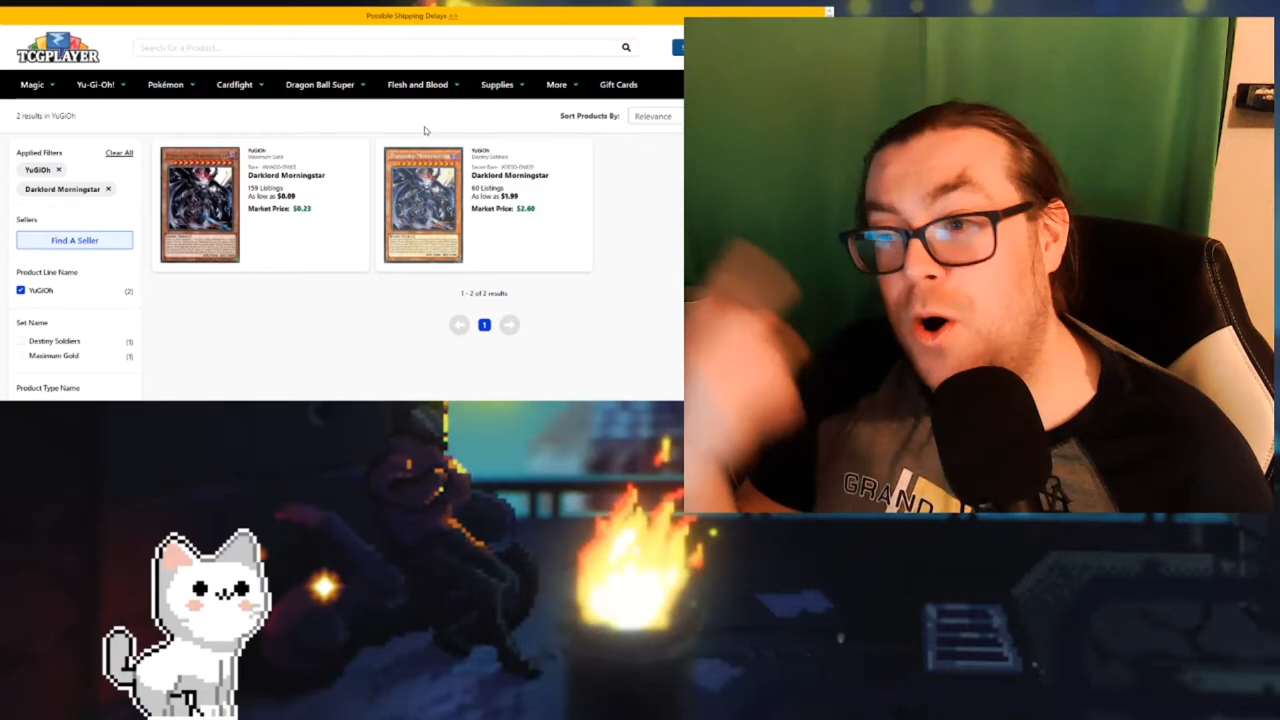 Possible Shipping Delays >>
TCGPLAYER
Search for a Product...
Magic Yu-Gi-Oh! Pokémon Cardfight Dragon Ball Super Flesh and Blood Supplies More Gift Cards
2 results in YuGiOh
Sort Products By: Relevance
Applied Filters Clear All
YuGiOh ✕
Darklord Morningstar ✕
Sellers
Find A Seller
Product Line Name
YuGiOh (2)
Set Name
Destiny Soldiers (1)
Maximum Gold (1)
Product Type Name
YuGiOh
Maximum Gold
Darklord Morningstar
159 Listings
As low as $0.09
Market Price: $0.23
YuGiOh
Destiny Soldiers
Darklord Morningstar
60 Listings
As low as $1.99
Market Price: $2.60
1 - 2 of 2 results
1
GRAND